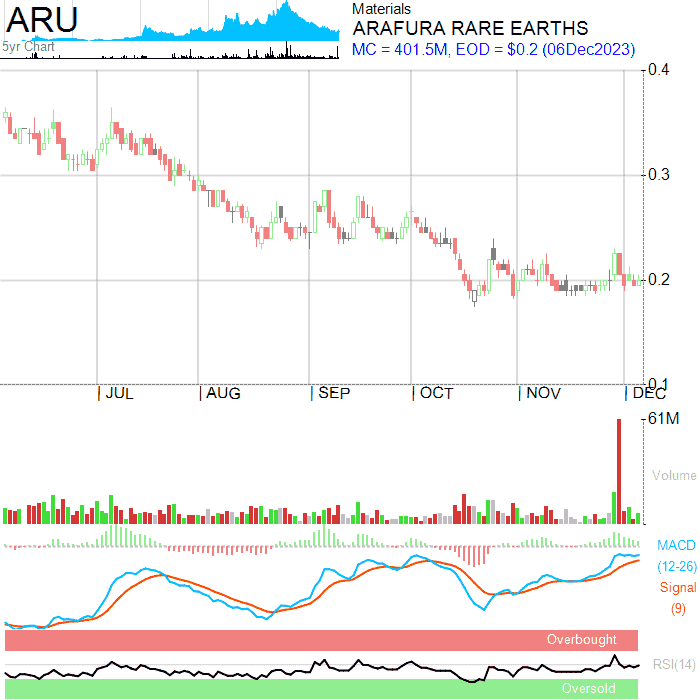 ARU
5yr Chart
Materials
ARAFURA RARE EARTHS
MC = 401.5M, EOD = $0.2 (06Dec2023)
0.4
0.3
0.2
0.1
JUL
AUG
SEP
OCT
NOV
DEC
61M
Volume
MACD
(12-26)
Signal
(9)
Overbought
RSI(14)
Oversold